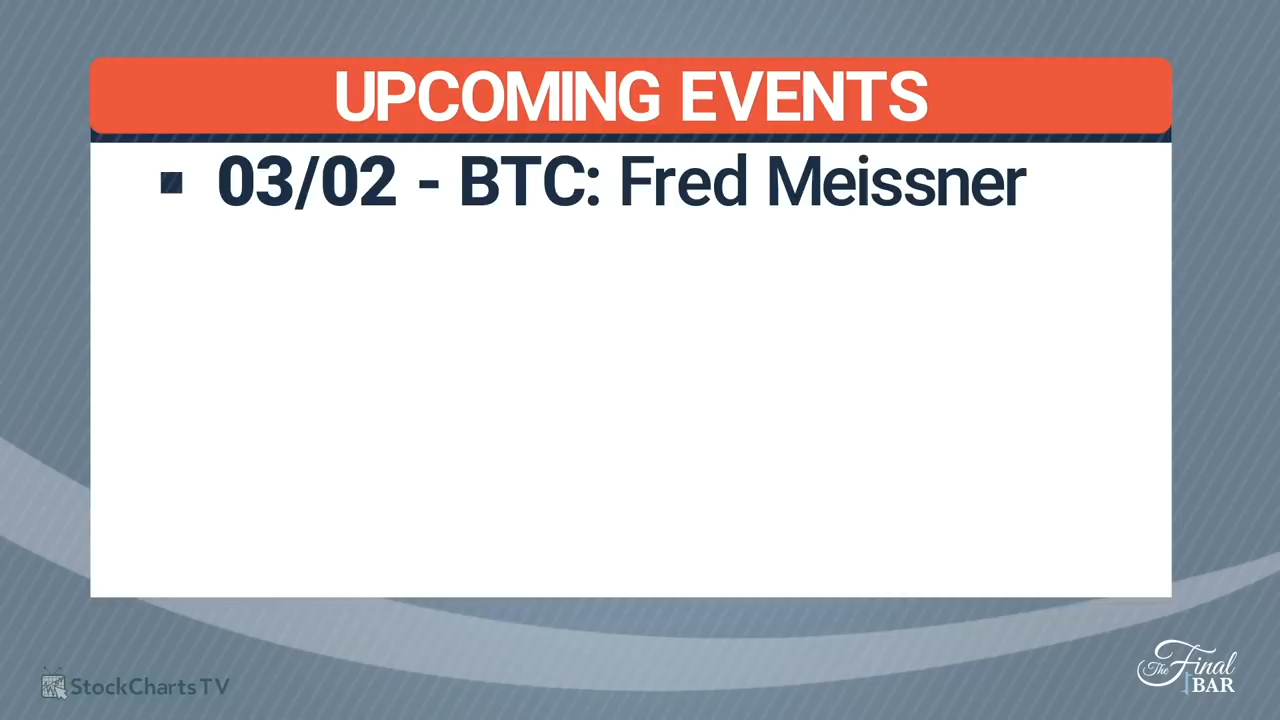 UPCOMING EVENTS
▪ 03/02 - BTC: Fred Meissner
StockChartsTV
The Final
BAR